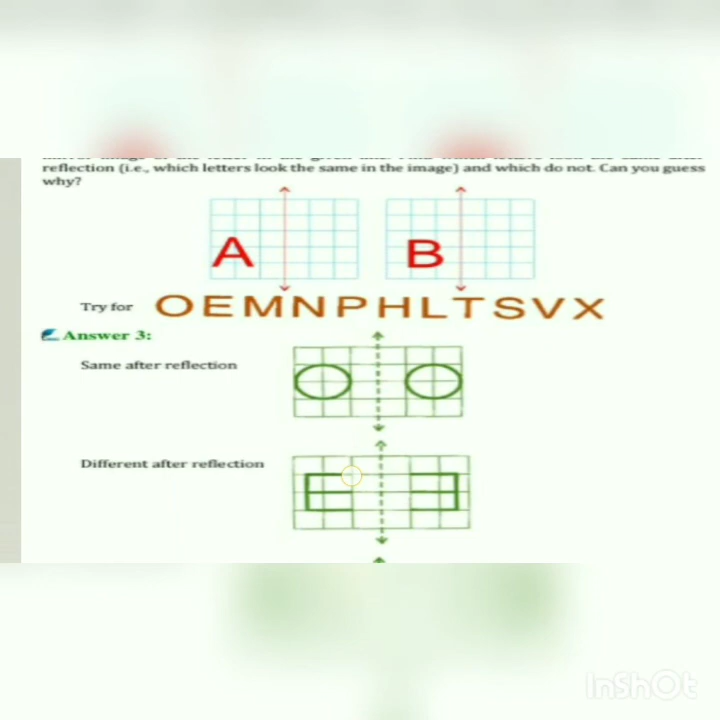 reflection (i.e., which letters look the same in the image) and which do not. Can you guess
why?
A B
Try for OEMNPHLTSVX
Answer 3:
Same after reflection
Different after reflection
InShOt